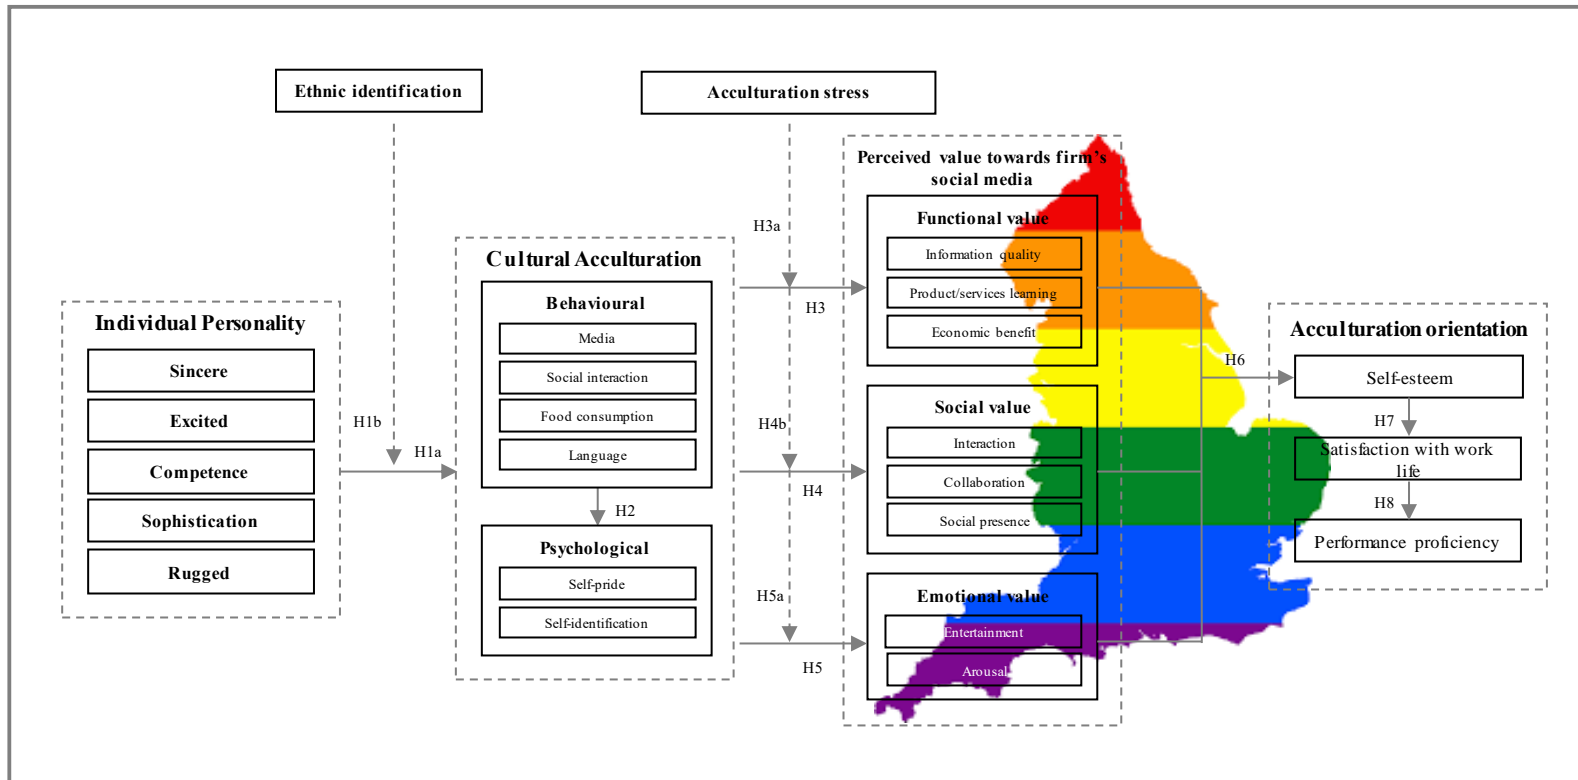 Ethnic identification
Acculturation stress
Perceived value towards firm's
social media
Functional value
Information quality
Product/services learning
Economic benefit
H3a
H3
Cultural Acculturation
Behavioural
Media
Social interaction
Food consumption
Language
H2
Psychological
Self-pride
Self-identification
Individual Personality
Sincere
Excited
Competence
Sophistication
Rugged
H1b
H1a
H4b
H4
H5a
H5
Social value
Interaction
Collaboration
Social presence
Emotional value
Entertainment
Arousal
H6
Acculturation orientation
Self-esteem
H7
Satisfaction with work
life
H8
Performance proficiency